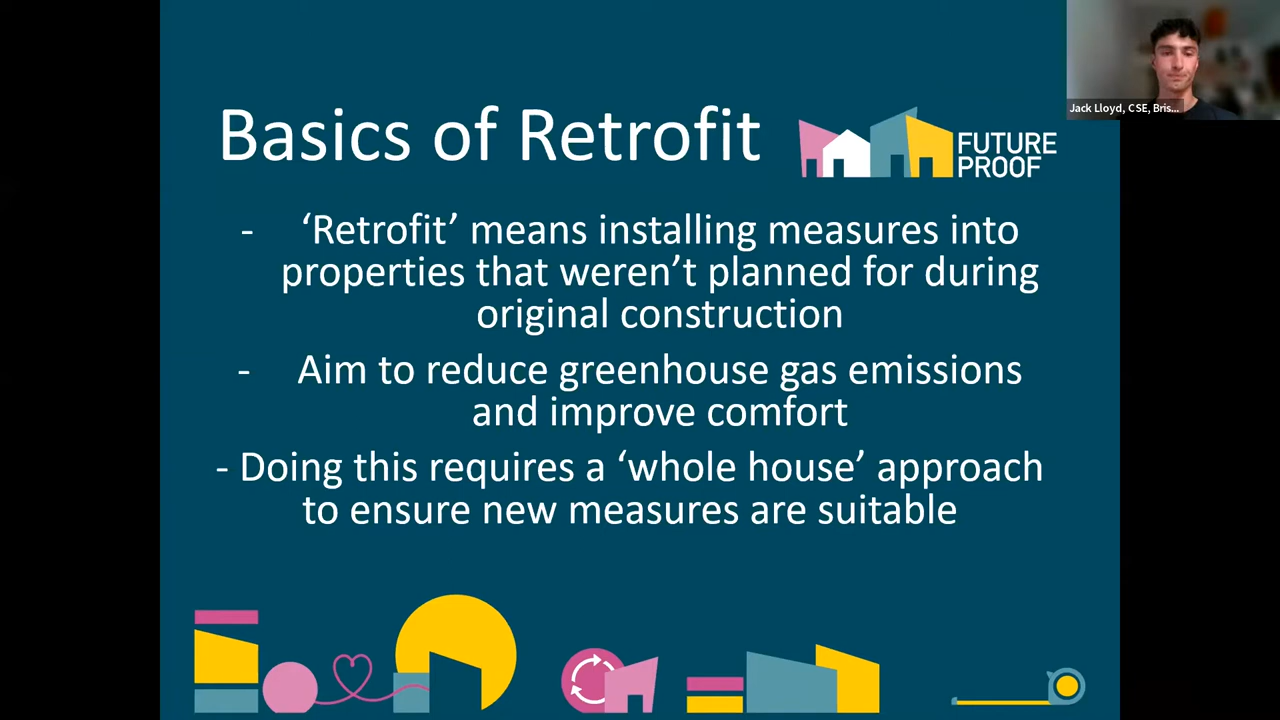 Jack Lloyd, CSE, Bris...
Basics of Retrofit
FUTURE
PROOF
- ‘Retrofit’ means installing measures into
properties that weren’t planned for during
original construction
- Aim to reduce greenhouse gas emissions
and improve comfort
- Doing this requires a ‘whole house’ approach
to ensure new measures are suitable